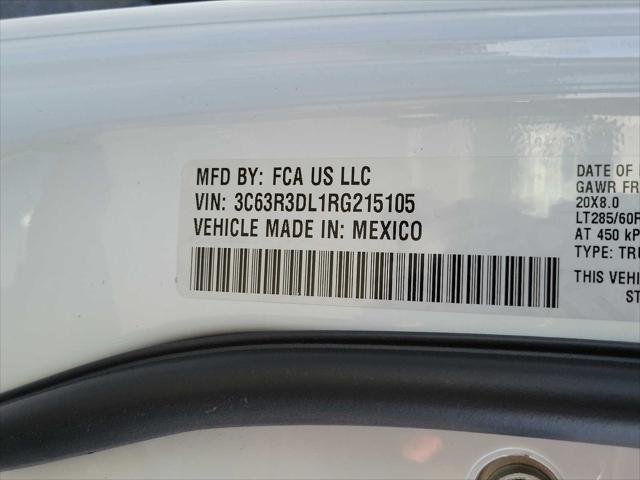 MFD BY: FCA US LLC
VIN: 3C63R3DL1RG215105
VEHICLE MADE IN: MEXICO
DATE OF
GAWR FR
20X8.0
LT285/60
AT 450 kP
TYPE: TRU
THIS VEHI
ST